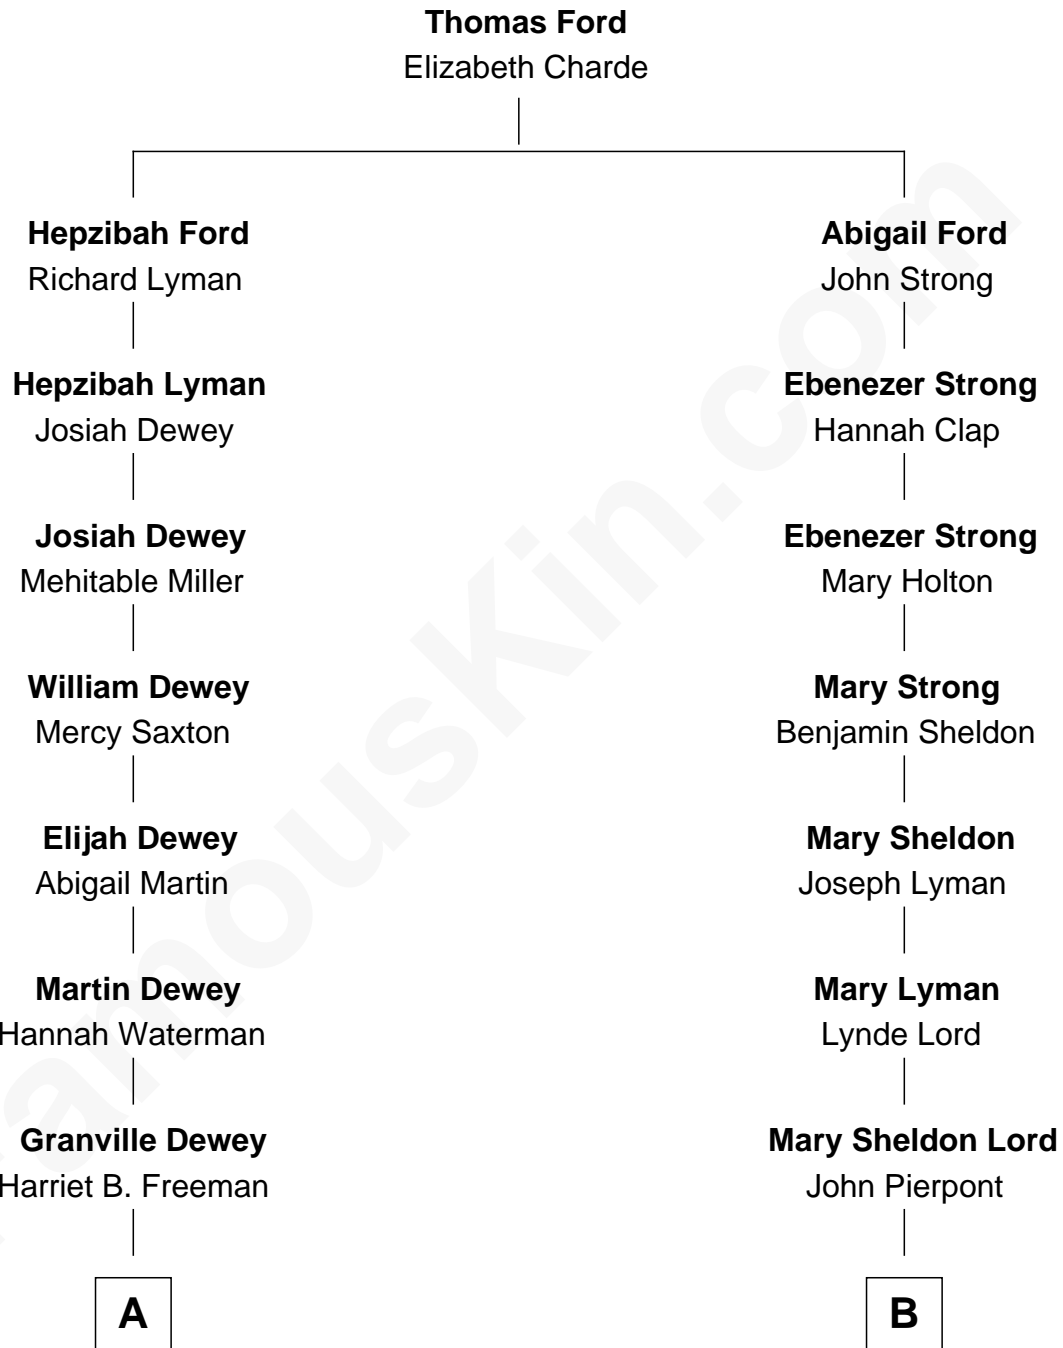 Thomas Ford
Elizabeth Charde
Hepzibah Ford
Richard Lyman
Abigail Ford
John Strong
Hepzibah Lyman
Josiah Dewey
Ebenezer Strong
Hannah Clap
Josiah Dewey
Mehitable Miller
Ebenezer Strong
Mary Holton
William Dewey
Mercy Saxton
Mary Strong
Benjamin Sheldon
Elijah Dewey
Abigail Martin
Mary Sheldon
Joseph Lyman
Martin Dewey
Hannah Waterman
Mary Lyman
Lynde Lord
Granville Dewey
Harriet B. Freeman
Mary Sheldon Lord
John Pierpont
A
B
FamousKin.com